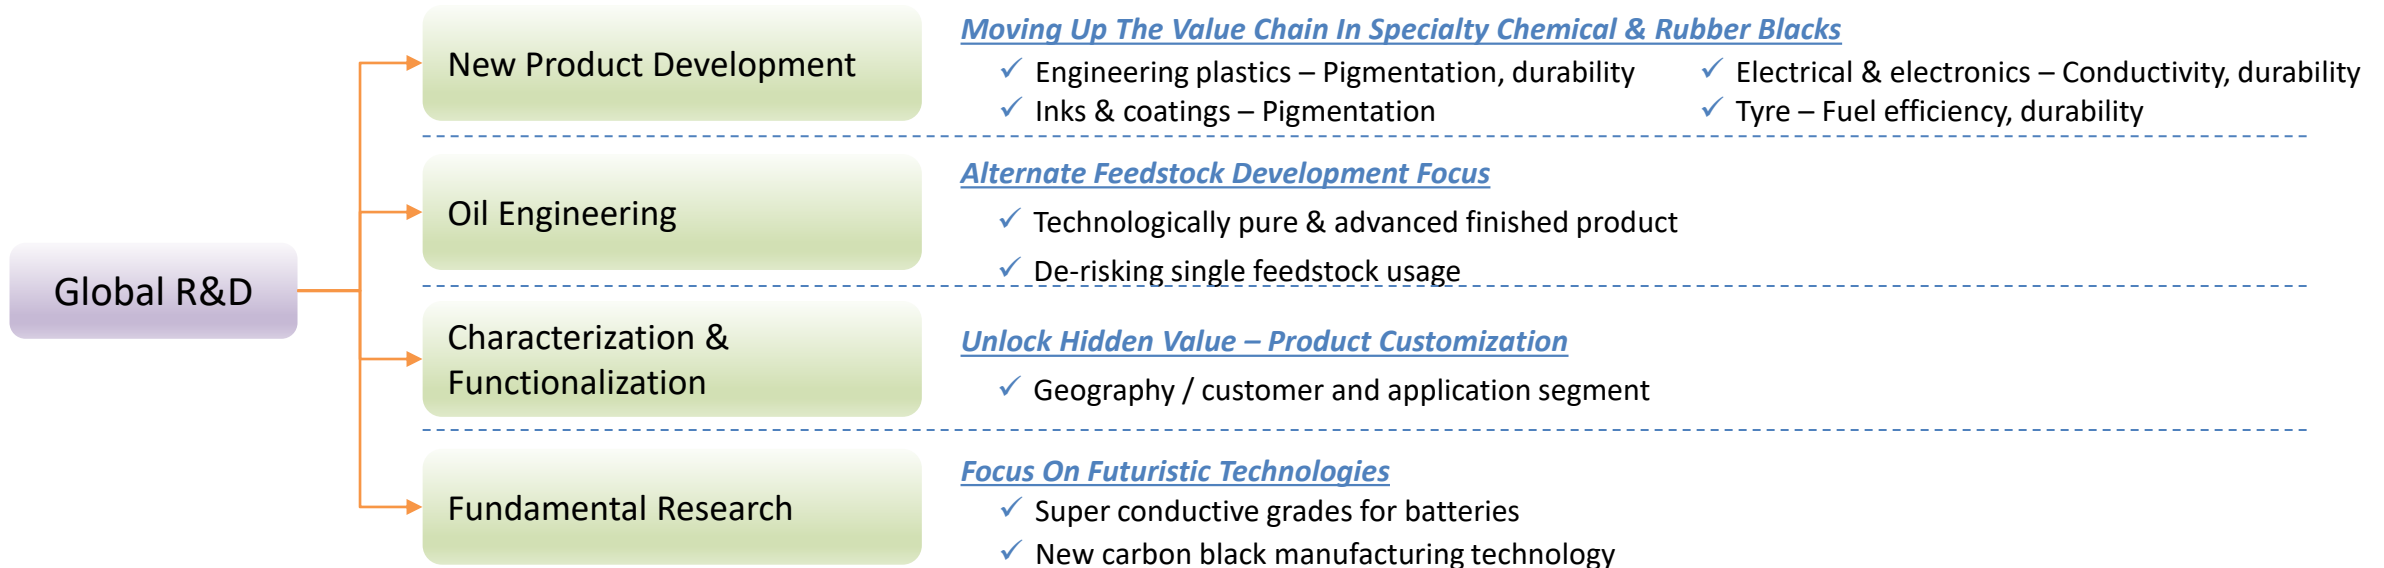 Global R&D
New Product Development
Moving Up The Value Chain In Specialty Chemical & Rubber Blacks
✓ Engineering plastics – Pigmentation, durability
✓ Inks & coatings – Pigmentation
✓ Electrical & electronics – Conductivity, durability
✓ Tyre – Fuel efficiency, durability
Oil Engineering
Alternate Feedstock Development Focus
✓ Technologically pure & advanced finished product
✓ De-risking single feedstock usage
Characterization &
Functionalization
Unlock Hidden Value – Product Customization
✓ Geography / customer and application segment
Fundamental Research
Focus On Futuristic Technologies
✓ Super conductive grades for batteries
✓ New carbon black manufacturing technology